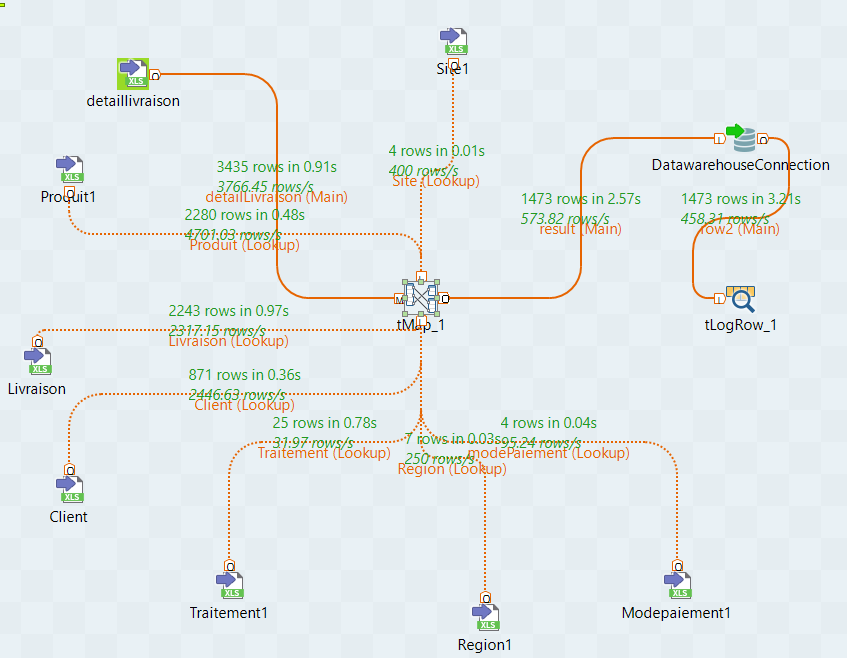 Site1
XLS
O
XLS
O
detaillivraison
I
O
DatawarehouseConnection
4 rows in 0.01s
400 rows/s
Site (Lookup)
3435 rows in 0.91s
3766.45 rows/s
detailLivraison (Main)
XLS
O
Produit1
1473 rows in 2.57s
573.82 rows/s
result (Main)
1473 rows in 3.21s
458.31 rows/s
row2 (Main)
2280 rows in 0.48s
4701.03 rows/s
Produit (Lookup)
M
O
tMap_1
I
tLogRow_1
2243 rows in 0.97s
2317.15 rows/s
Livraison (Lookup)
O
XLS
Livraison
871 rows in 0.36s
2446.63 rows/s
Client (Lookup)
25 rows in 0.78s
31.97 rows/s
Traitement (Lookup)
7 rows in 0.03s
250 rows/s
Region (Lookup)
4 rows in 0.04s
95.24 rows/s
modePaiement (Lookup)
O
XLS
Client
O
XLS
Traitement1
O
XLS
Region1
O
XLS
Modepaiement1